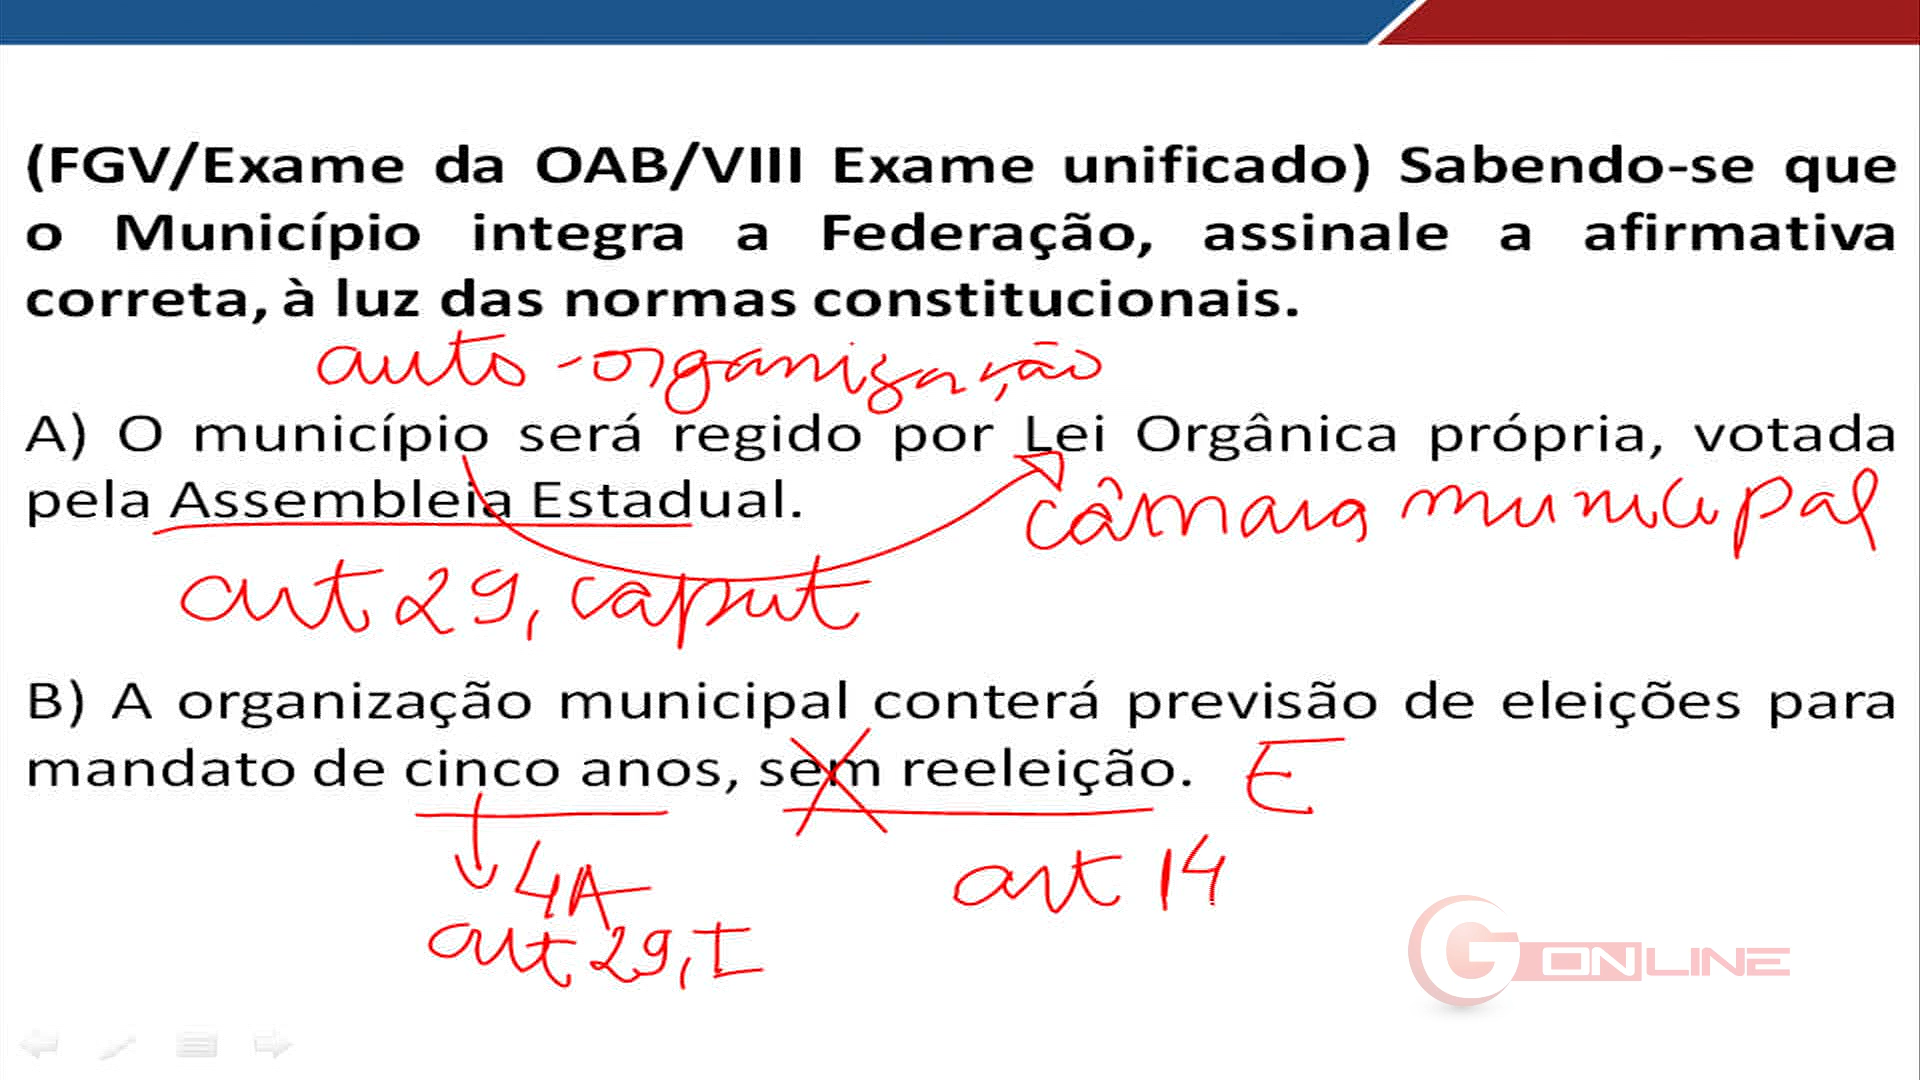 (FGV/Exame da OAB/VIII Exame unificado) Sabendo-se que
o Município integra a Federação, assinale a afirmativa
correta, à luz das normas constitucionais.
auto-organização
A) O município será regido por Lei Orgânica própria, votada
pela Assembleia Estadual.
câmara municipal
art 29, caput
B) A organização municipal conterá previsão de eleições para
mandato de cinco anos, sem reeleição. E
4A
art 14
art 29, I
G ONLINE